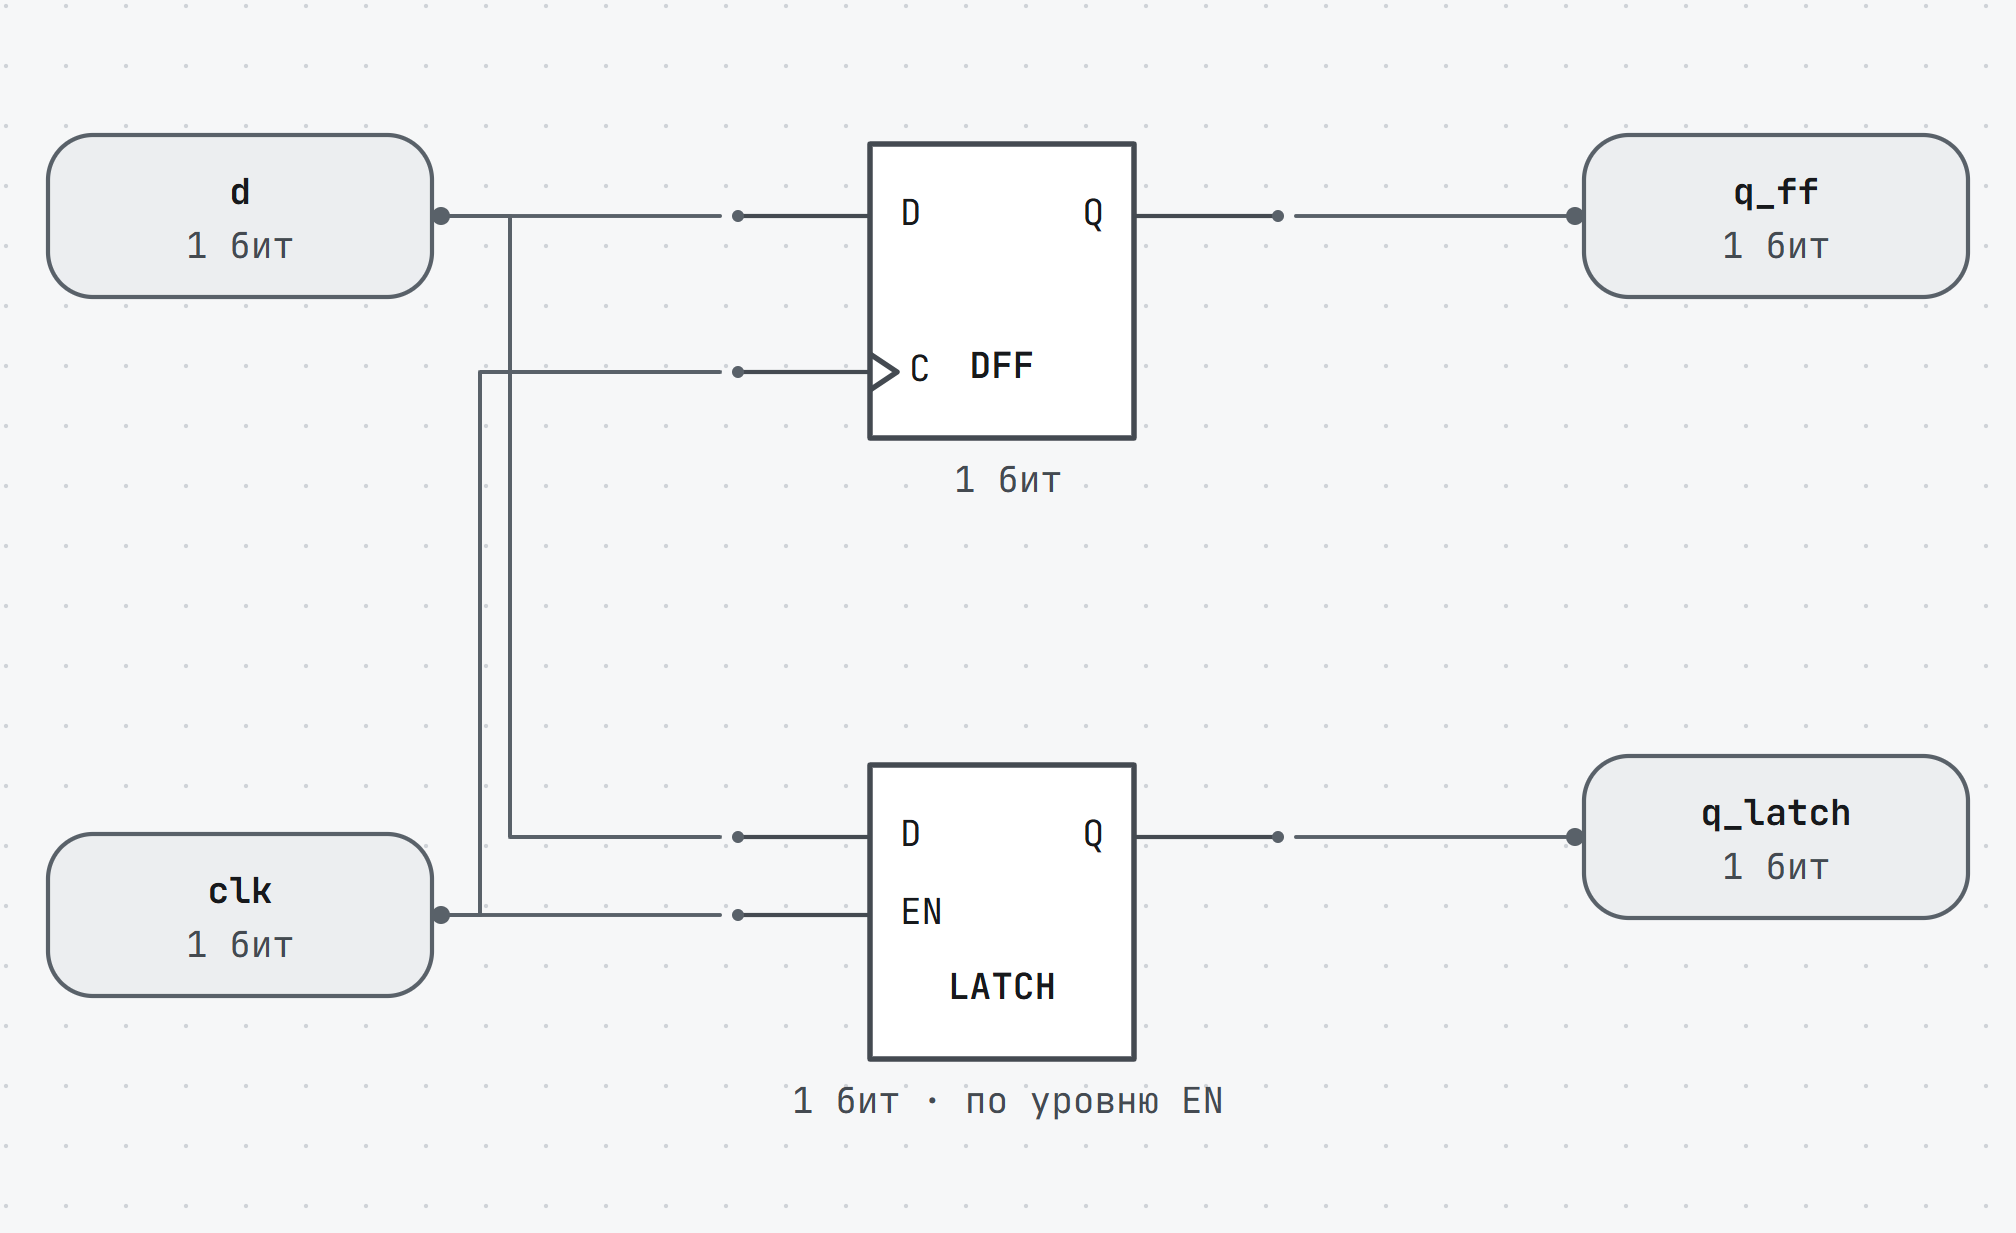 d
1 бит
D
Q
C
DFF
1 бит
q_ff
1 бит
clk
1 бит
D
Q
EN
LATCH
1 бит · по уровню EN
q_latch
1 бит